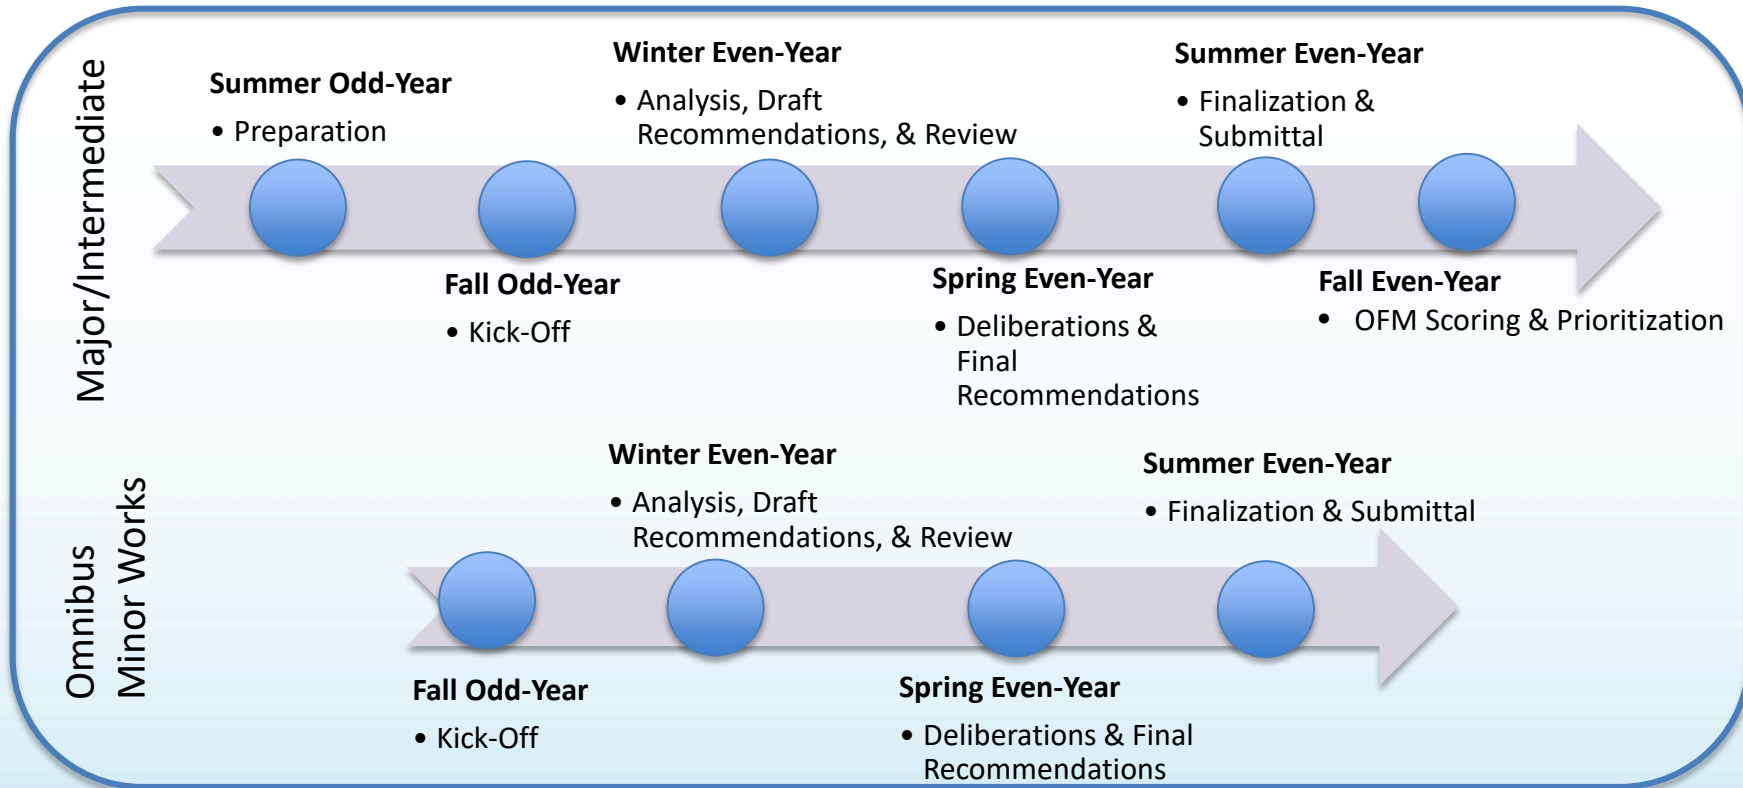 Major/Intermediate
Summer Odd-Year
• Preparation
Fall Odd-Year
• Kick-Off
Winter Even-Year
• Analysis, Draft
Recommendations, & Review
Spring Even-Year
• Deliberations &
Final
Recommendations
Summer Even-Year
• Finalization &
Submittal
Fall Even-Year
• OFM Scoring & Prioritization
Omnibus
Minor Works
Fall Odd-Year
• Kick-Off
Winter Even-Year
• Analysis, Draft
Recommendations, & Review
Spring Even-Year
• Deliberations & Final
Recommendations
Summer Even-Year
• Finalization & Submittal